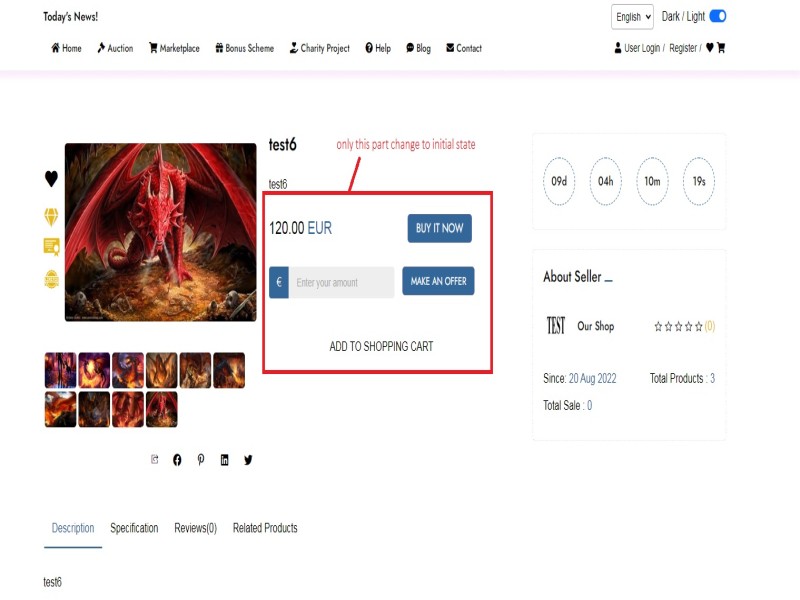 Today's News!
English
Dark / Light
Home
Auction
Marketplace
Bonus Scheme
Charity Project
Help
Blog
Contact
User Login / Register /
test6
only this part change to initial state
test6
120.00 EUR
BUY IT NOW
€
Enter your amount
MAKE AN OFFER
ADD TO SHOPPING CART
09d
04h
10m
19s
About Seller
TEST
Our Shop
(0)
Since: 20 Aug 2022
Total Products : 3
Total Sale : 0
Description
Specification
Reviews(0)
Related Products
test6